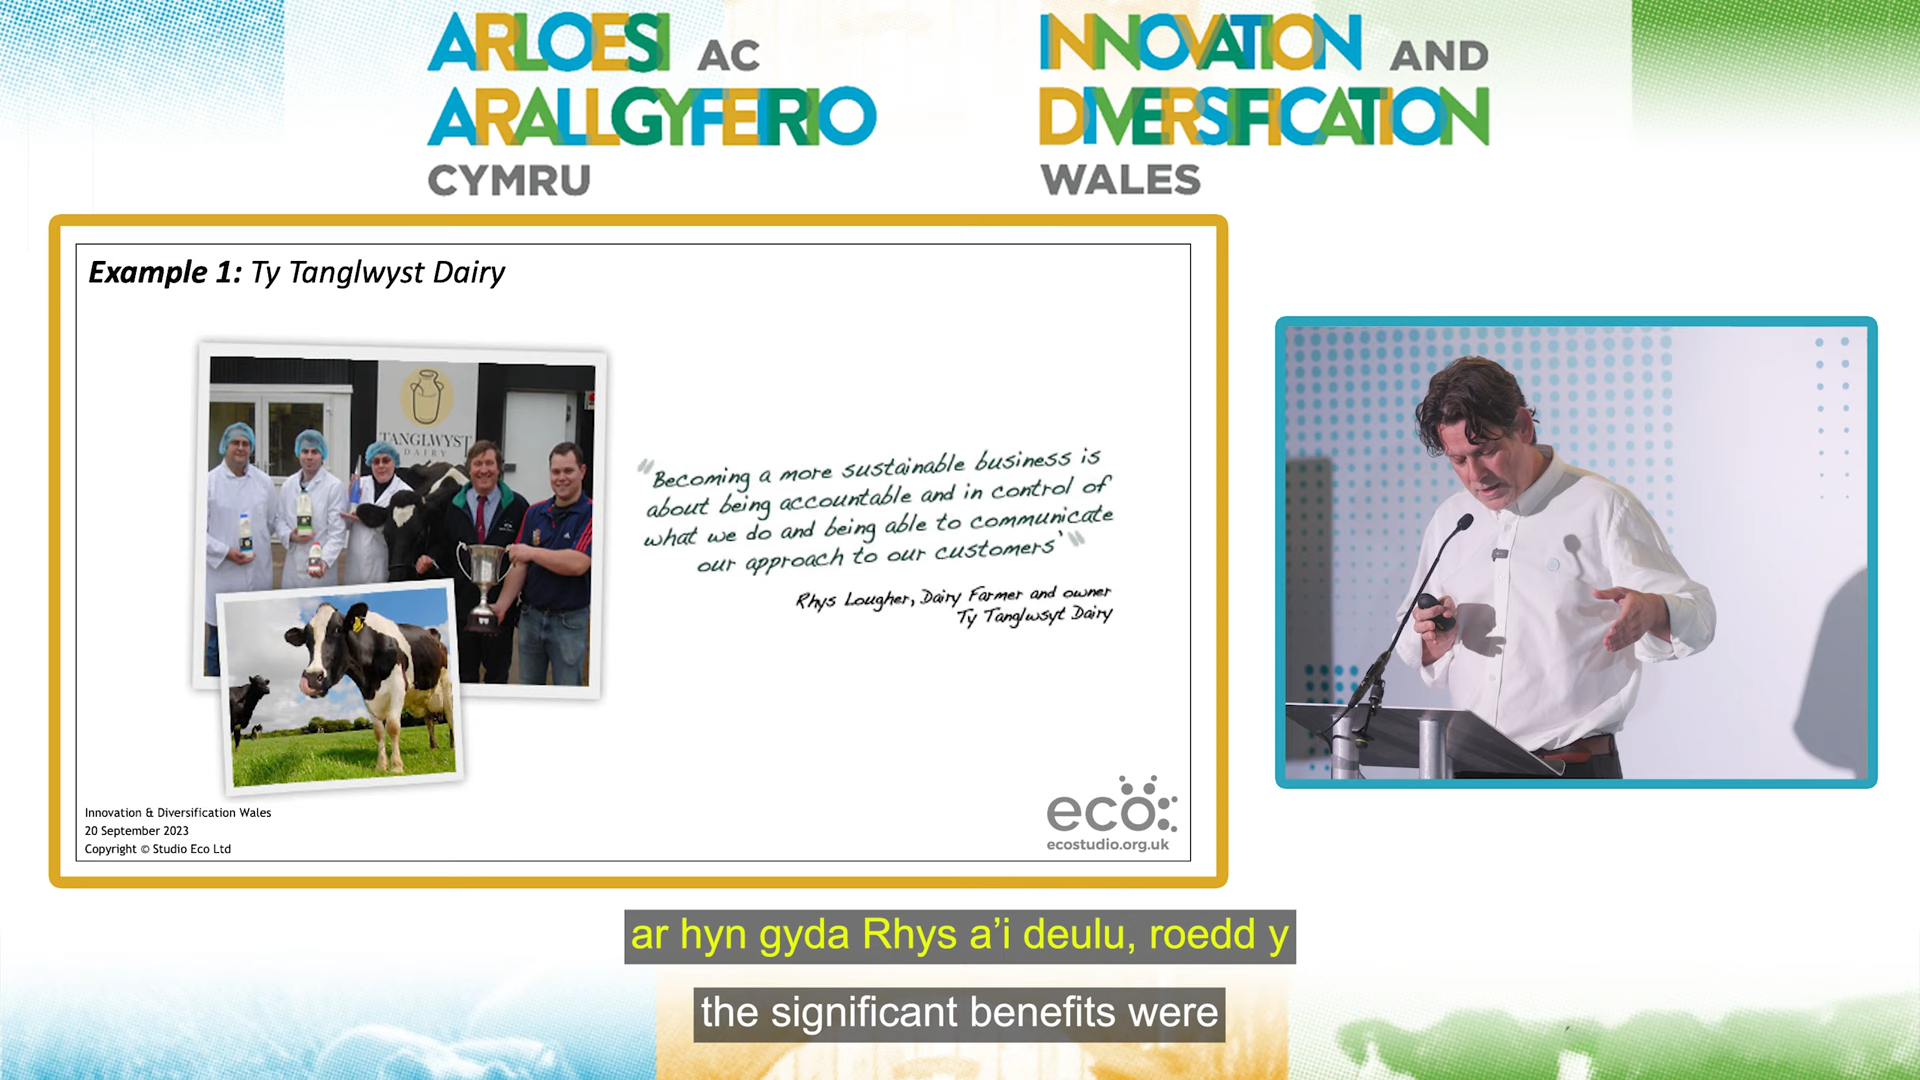 ARLOESI AC
ARALLGYFEIRIO
CYMRU
INNOVATION AND
DIVERSIFICATION
WALES
Example 1: Ty Tanglwyst Dairy
TANGLWYST
DAIRY
"Becoming a more sustainable business is
about being accountable and in control of
what we do and being able to communicate
our approach to our customers'"
Rhys Lougher, Dairy Farmer and owner
Ty Tanglwsyt Dairy
Innovation & Diversification Wales
20 September 2023
Copyright © Studio Eco Ltd
eco
ecostudio.org.uk
ar hyn gyda Rhys a'i deulu, roedd y
the significant benefits were